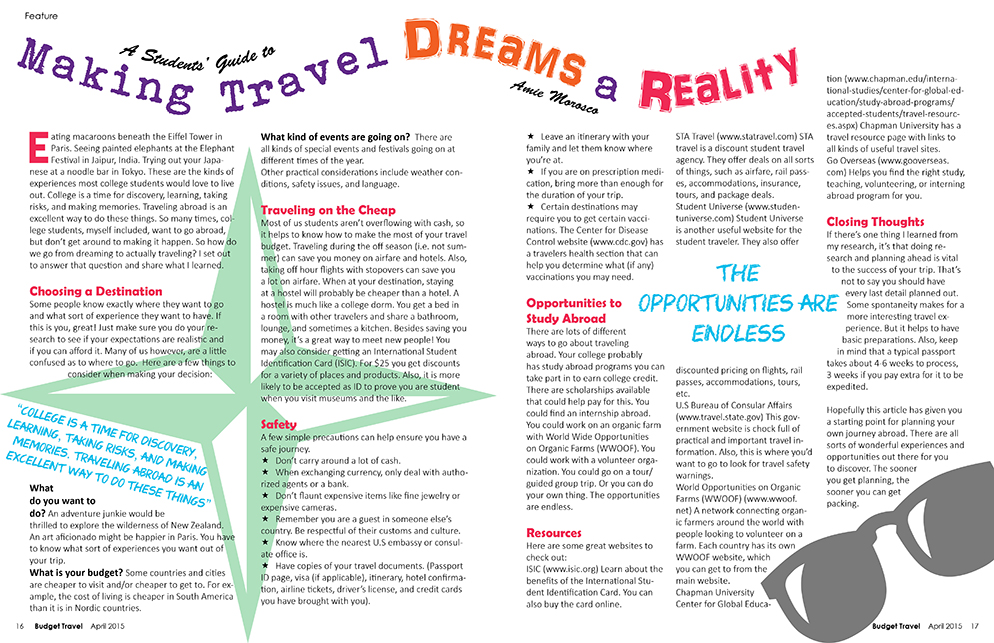 Feature
A Students' Guide to
Making Travel DREAMS a REALITY
Amie Morosco
Eating macaroons beneath the Eiffel Tower in
Paris. Seeing painted elephants at the Elephant
Festival in Jaipur, India. Trying out your Japa-
nese at a noodle bar in Tokyo. These are the kinds of
experiences most college students would love to live
out. College is a time for discovery, learning, taking
risks, and making memories. Traveling abroad is an
excellent way to do these things. So many times, col-
lege students, myself included, want to go abroad,
but don't get around to making it happen. So how do
we go from dreaming to actually traveling? I set out
to answer that question and share what I learned.
Choosing a Destination
Some people know exactly where they want to go
and what sort of experience they want to have. If
this is you, great! Just make sure you do your re-
search to see if your expectations are realistic and
if you can afford it. Many of us however, are a little
confused as to where to go. Here are a few things to
consider when making your decision:
"COLLEGE IS A TIME FOR DISCOVERY,
LEARNING, TAKING RISKS, AND MAKING
MEMORIES. TRAVELING ABROAD IS AN
EXCELLENT WAY TO DO THESE THINGS"
What
do you want to
do? An adventure junkie would be
thrilled to explore the wilderness of New Zealand.
An art aficionado might be happier in Paris. You have
to know what sort of experiences you want out of
your trip.
What is your budget? Some countries and cities
are cheaper to visit and/or cheaper to get to. For ex-
ample, the cost of living is cheaper in South America
than it is in Nordic countries.
What kind of events are going on? There are
all kinds of special events and festivals going on at
different times of the year.
Other practical considerations include weather con-
ditions, safety issues, and language.
Traveling on the Cheap
Most of us students aren't overflowing with cash, so
it helps to know how to make the most of your travel
budget. Traveling during the off season (i.e. not sum-
mer) can save you money on airfare and hotels. Also,
taking off hour flights with stopovers can save you
a lot on airfare. When at your destination, staying
at a hostel will probably be cheaper than a hotel. A
hostel is much like a college dorm. You get a bed in
a room with other travelers and share a bathroom,
lounge, and sometimes a kitchen. Besides saving you
money, it's a great way to meet new people! You
may also consider getting an International Student
Identification Card (ISIC). For $25 you get discounts
for a variety of places and products. Also, it is more
likely to be accepted as ID to prove you are student
when you visit museums and the like.
Safety
A few simple precautions can help ensure you have a
safe journey.
★ Don't carry around a lot of cash.
★ When exchanging currency, only deal with autho-
rized agents or a bank.
★ Don't flaunt expensive items like fine jewelry or
expensive cameras.
★ Remember you are a guest in someone else's
country. Be respectful of their customs and culture.
★ Know where the nearest U.S embassy or consul-
ate office is.
★ Have copies of your travel documents. (Passport
ID page, visa (if applicable), itinerary, hotel confirma-
tion, airline tickets, driver's license, and credit cards
you have brought with you).
★ Leave an itinerary with your
family and let them know where
you're at.
★ If you are on prescription medi-
cation, bring more than enough for
the duration of your trip.
★ Certain destinations may
require you to get certain vacci-
nations. The Center for Disease
Control website (www.cdc.gov) has
a travelers health section that can
help you determine what (if any)
vaccinations you may need.
Opportunities to
Study Abroad
There are lots of different
ways to go about traveling
abroad. Your college probably
has study abroad programs you can
take part in to earn college credit.
There are scholarships available
that could help pay for this. You
could find an internship abroad.
You could work on an organic farm
with World Wide Opportunities
on Organic Farms (WWOOF). You
could work with a volunteer orga-
nization. You could go on a tour/
guided group trip. Or you can do
your own thing. The opportunities
are endless.
Resources
Here are some great websites to
check out:
ISIC (www.isic.org) Learn about the
benefits of the International Stu-
dent Identification Card. You can
also buy the card online.
STA Travel (www.statravel.com) STA
travel is a discount student travel
agency. They offer deals on all sorts
of things, such as airfare, rail pass-
es, accommodations, insurance,
tours, and package deals.
Student Universe (www.studen-
tuniverse.com) Student Universe
is another useful website for the
student traveler. They also offer
THE
OPPORTUNITIES ARE
ENDLESS
discounted pricing on flights, rail
passes, accommodations, tours,
etc.
U.S Bureau of Consular Affairs
(www.travel.state.gov) This gov-
ernment website is chock full of
practical and important travel in-
formation. Also, this is where you'd
want to go to look for travel safety
warnings.
World Opportunities on Organic
Farms (WWOOF) (www.wwoof.
net) A network connecting organ-
ic farmers around the world with
people looking to volunteer on a
farm. Each country has its own
WWOOF website, which
you can get to from the
main website.
Chapman University
Center for Global Educa-
tion (www.chapman.edu/interna-
tional-studies/center-for-global-ed-
ucation/study-abroad-programs/
accepted-students/travel-resourc-
es.aspx) Chapman University has a
travel resource page with links to
all kinds of useful travel sites.
Go Overseas (www.gooverseas.
com) Helps you find the right study,
teaching, volunteering, or interning
abroad program for you.
Closing Thoughts
If there's one thing I learned from
my research, it's that doing re-
search and planning ahead is vital
to the success of your trip. That's
not to say you should have
every last detail planned out.
Some spontaneity makes for a
more interesting travel ex-
perience. But it helps to have
basic preparations. Also, keep
in mind that a typical passport
takes about 4-6 weeks to process,
3 weeks if you pay extra for it to be
expedited.
Hopefully this article has given you
a starting point for planning your
own journey abroad. There are all
sorts of wonderful experiences and
opportunities out there for you
to discover. The sooner
you get planning, the
sooner you can get
packing.
16 Budget Travel April 2015
Budget Travel April 2015 17